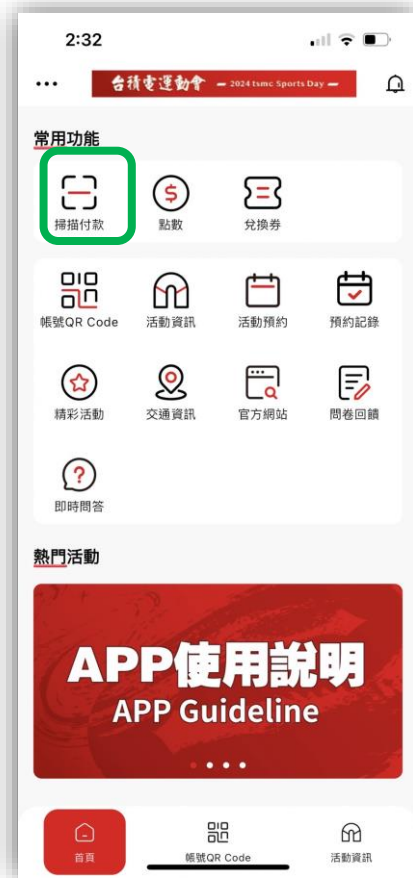 2:32
台積電運動會 — 2024 tsmc Sports Day —
常用功能
掃描付款 點數 兌換券
帳號QR Code 活動資訊 活動預約 預約記錄
精彩活動 交通資訊 官方網站 問卷回饋
即時問答
熱門活動
APP使用說明
APP Guideline
首頁 帳號QR Code 活動資訊